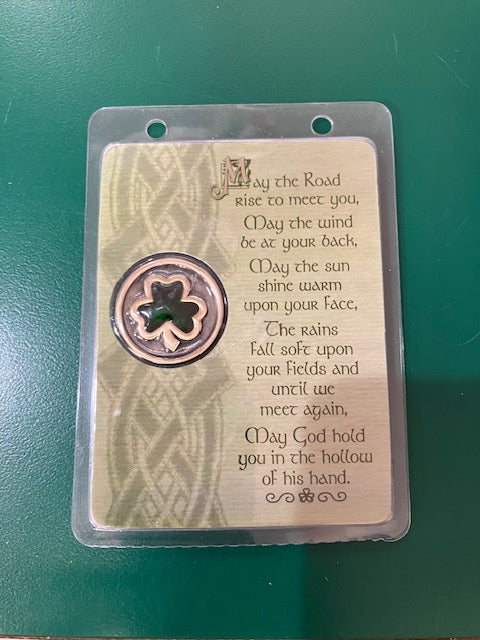 May the Road
rise to meet you,
May the wind
be at your back,
May the sun
shine warm
upon your face,
The rains
fall soft upon
your fields and
until we
meet again,
May God hold
you in the hollow
of his hand.